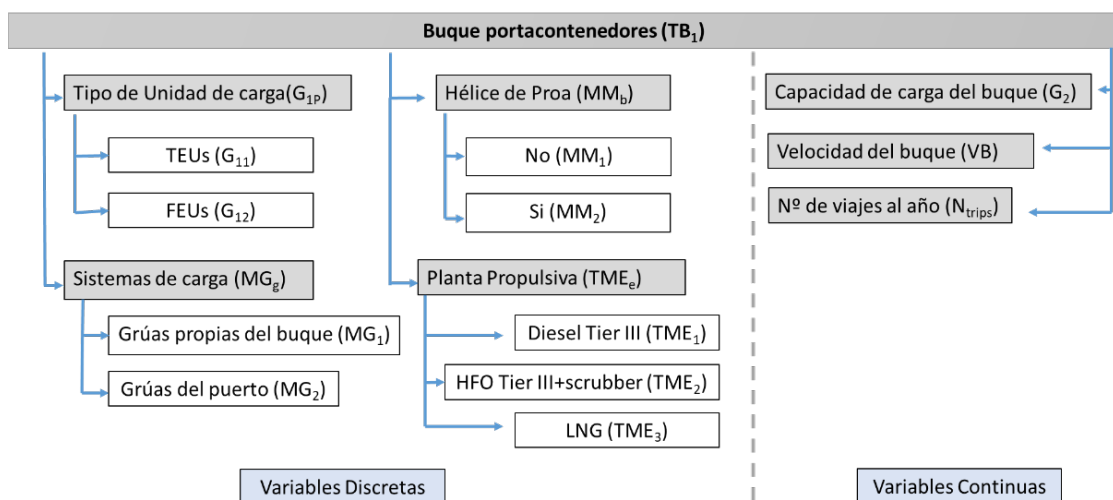 Buque portacontenedores (TB₁)
Tipo de Unidad de carga(G₁P)
TEUs (G₁₁)
FEUs (G₁₂)
Sistemas de carga (MGg)
Grúas propias del buque (MG₁)
Grúas del puerto (MG₂)
Hélice de Proa (MMb)
No (MM₁)
Si (MM₂)
Planta Propulsiva (TMEe)
Diesel Tier III (TME₁)
HFO Tier III+scrubber (TME₂)
LNG (TME₃)
Variables Discretas
Capacidad de carga del buque (G₂)
Velocidad del buque (VB)
Nº de viajes al año (Ntrips)
Variables Continuas